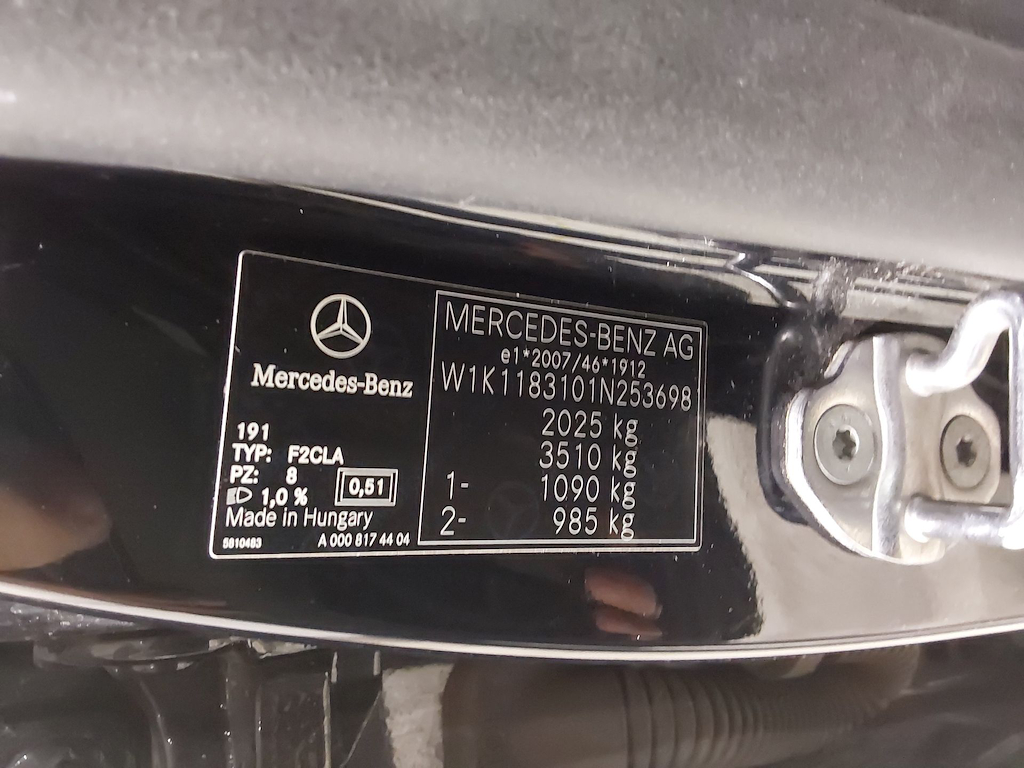 Mercedes-Benz
191
TYP: F2CLA
PZ: 8
1,0 %
0,51
Made in Hungary
5810483
A 000 817 44 04
MERCEDES-BENZ AG
e1*2007/46*1912
W1K1183101N253698
2025 kg
3510 kg
1- 1090 kg
2- 985 kg